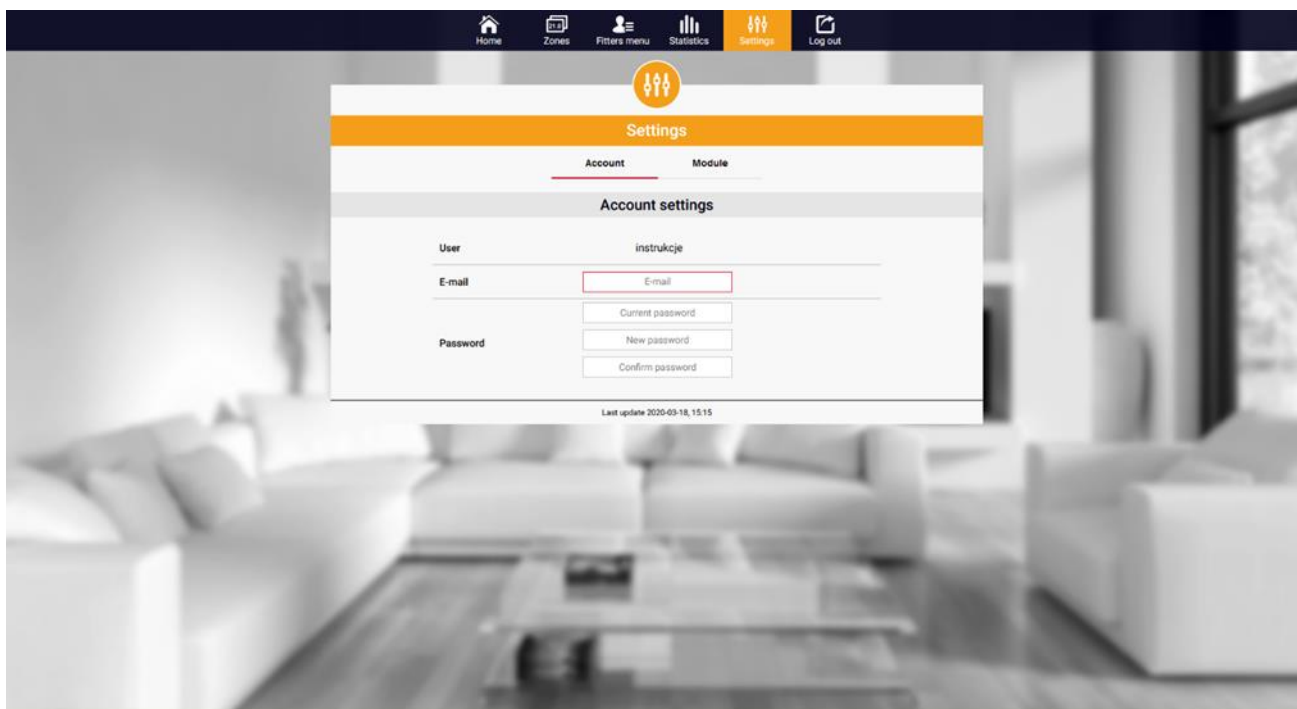 Home Zones Fitters menu Statistics Settings Log out
Settings
Account Module
Account settings
User instrukcje
E-mail E-mail
Current password
Password New password
Confirm password
Last update 2020-03-18, 15:15